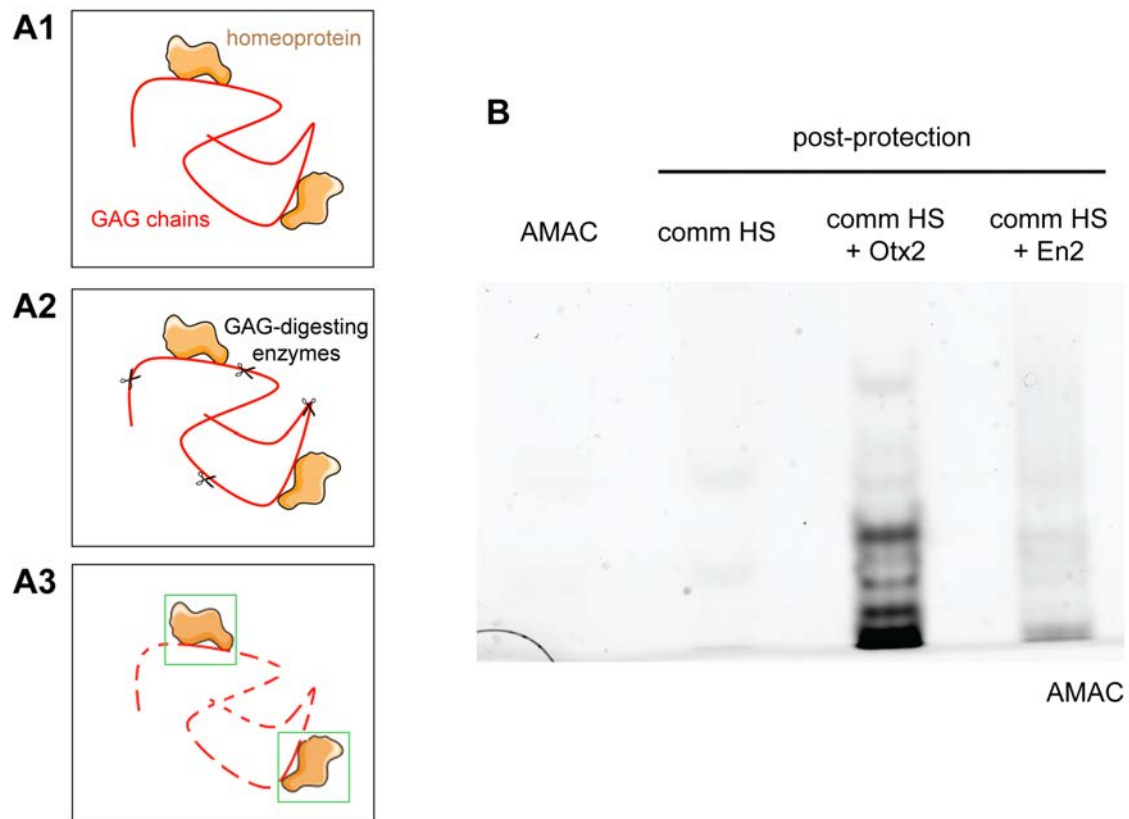 A1
homeoprotein
GAG chains
A2
GAG-digesting
enzymes
A3
B
post-protection
AMAC
comm HS
comm HS
+ Otx2
comm HS
+ En2
AMAC